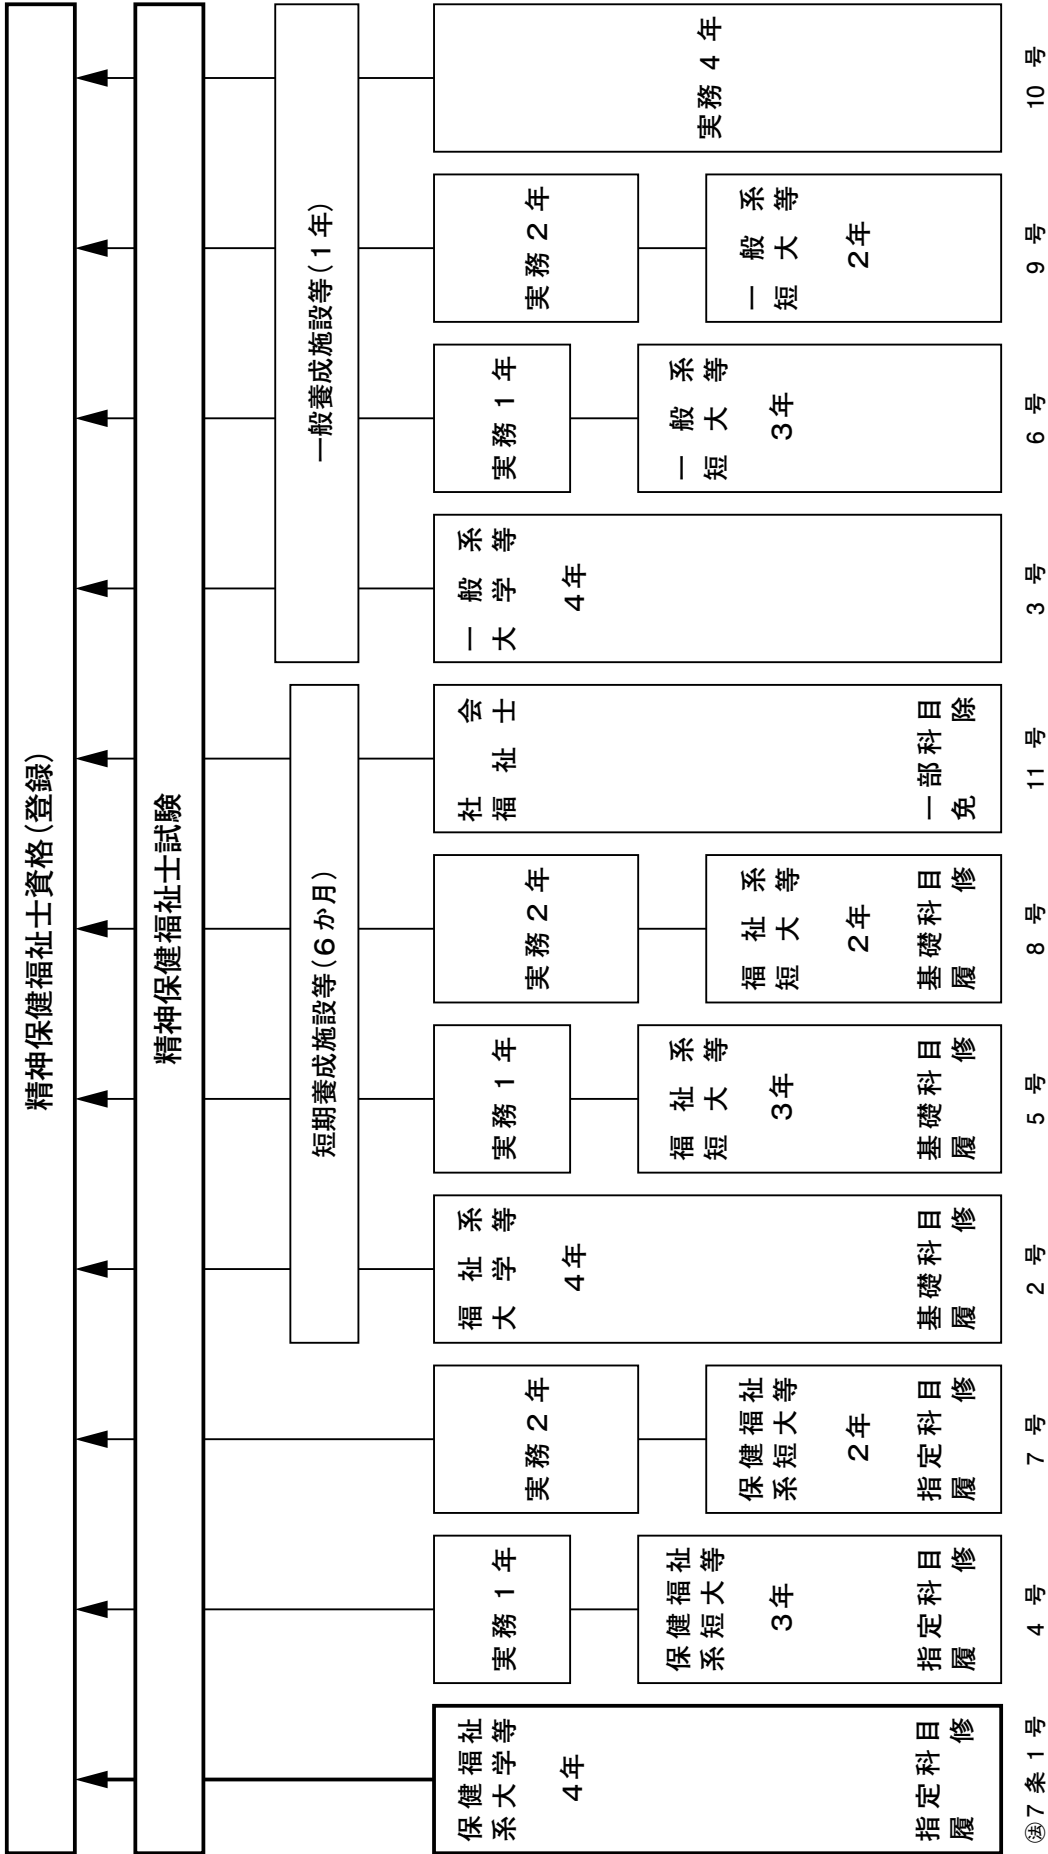 精神保健福祉士資格(登録)
精神保健福祉士試験
短期養成施設等(6か月)
一般養成施設等(1年)
保健福祉
系大学等
4年
指定科目
履修
㊑7条1号
実務1年
保健福祉
系短大等
3年
指定科目
履修
4号
実務2年
保健福祉
系短大等
2年
指定科目
履修
7号
福祉系
大学等
4年
基礎科目
履修
2号
実務1年
福祉系
短大等
3年
基礎科目
履修
5号
実務2年
福祉系
短大等
2年
基礎科目
履修
8号
社会
福祉士
一部科目
免除
11号
一般系
大学等
4年
3号
実務1年
一般系
短大等
3年
6号
実務2年
一般系
短大等
2年
9号
実務4年
10号